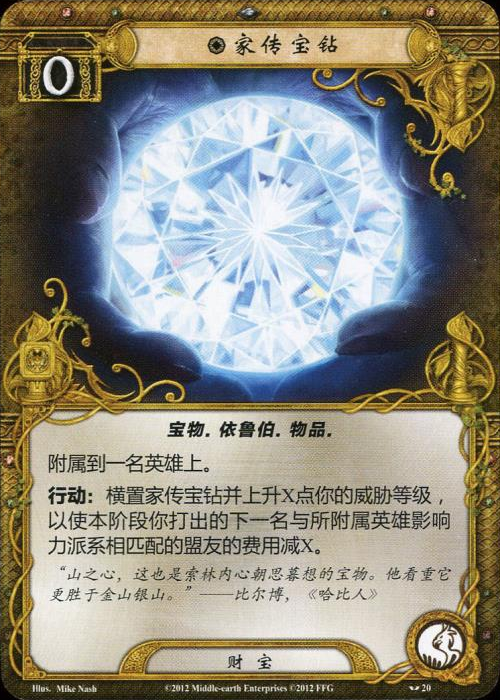 0
家传宝钻
宝物. 依鲁伯. 物品.
附属到一名英雄上。
行动：横置家传宝钻并上升X点你的威胁等级，
以使本阶段你打出的下一名与所附属英雄影响
力派系相匹配的盟友的费用减X。
“山之心，这也是索林内心朝思暮想的宝物。他看重它
更胜于金山银山。”——比尔博，《哈比人》
财宝
Illus. Mike Nash ©2012 Middle-earth Enterprises ©2012 FFG 20